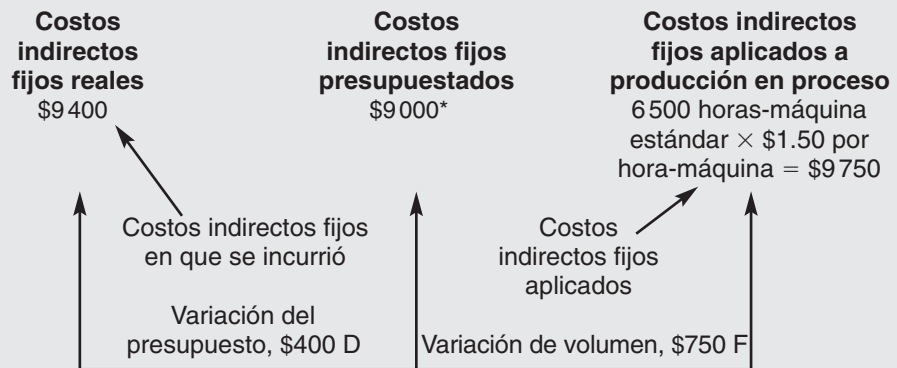 Costos
indirectos
fijos reales
$9 400
Costos
indirectos fijos
presupuestados
$9 000*
Costos indirectos
fijos aplicados a
producción en proceso
6 500 horas-máquina
estándar × $1.50 por
hora-máquina = $9 750
Costos indirectos fijos
en que se incurrió
Costos
indirectos fijos
aplicados
Variación del
presupuesto, $400 D
Variación de volumen, $750 F